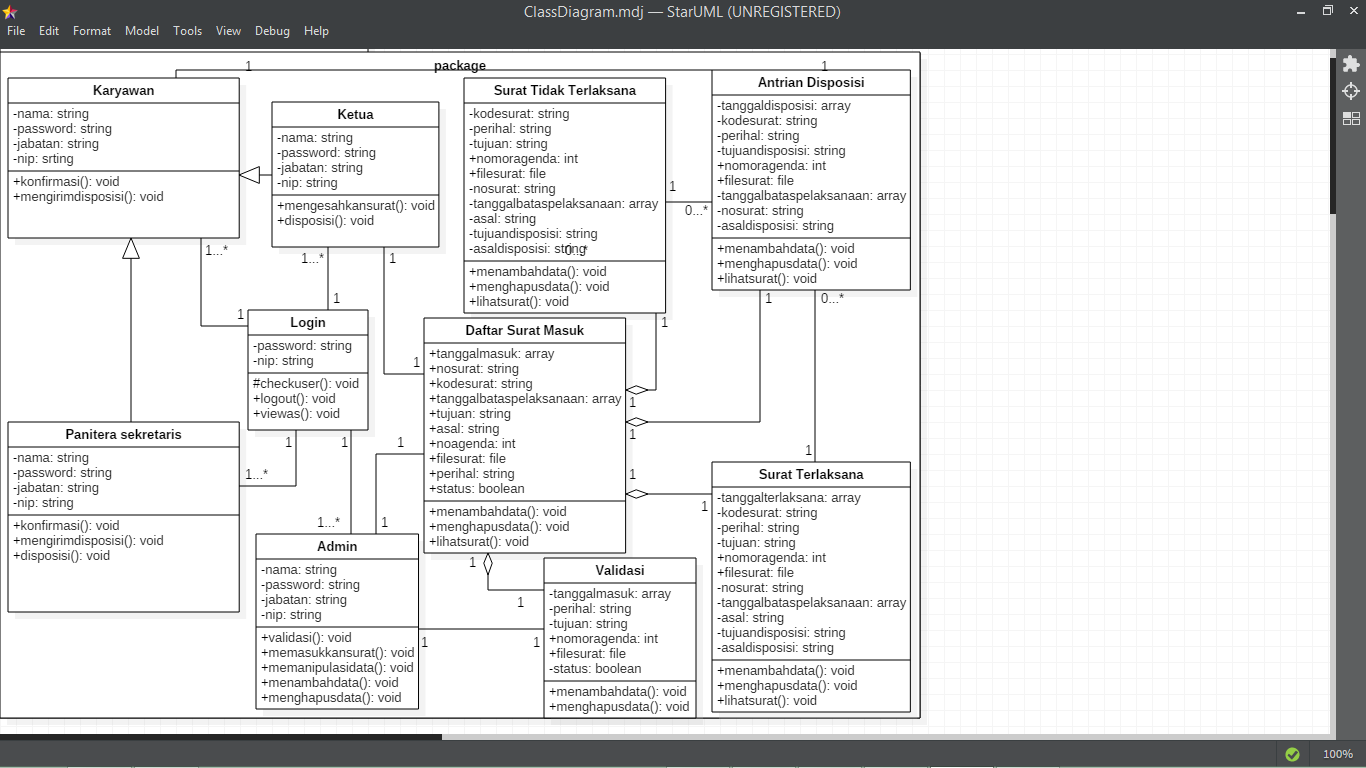 ClassDiagram.mdj — StarUML (UNREGISTERED)
File Edit Format Model Tools View Debug Help
package
1
1
Karyawan
-nama: string
-password: string
-jabatan: string
-nip: srting
+konfirmasi(): void
+mengirimdisposisi(): void
Ketua
-nama: string
-password: string
-jabatan: string
-nip: string
+mengesahkansurat(): void
+disposisi(): void
Surat Tidak Terlaksana
-kodesurat: string
-perihal: string
-tujuan: string
+nomoragenda: int
+filesurat: file
-nosurat: string
-tanggalbataspelaksanaan: array
-asal: string
-tujuandisposisi: string
-asaldisposisi: string
0...*
+menambahdata(): void
+menghapusdata(): void
+lihatsurat(): void
1
0...*
Antrian Disposisi
-tanggaldisposisi: array
-kodesurat: string
-perihal: string
-tujuandisposisi: string
+nomoragenda: int
+filesurat: file
-tanggalbataspelaksanaan: array
-nosurat: string
-asaldisposisi: string
+menambahdata(): void
+menghapusdata(): void
+lihatsurat(): void
1...*
1
1...*
1
1
1
1
1
0...*
1
Login
-password: string
-nip: string
#checkuser(): void
+logout(): void
+viewas(): void
Daftar Surat Masuk
+tanggalmasuk: array
+nosurat: string
+kodesurat: string
+tanggalbataspelaksanaan: array
+tujuan: string
+asal: string
+noagenda: int
+filesurat: file
+perihal: string
+status: boolean
+menambahdata(): void
+menghapusdata(): void
+lihatsurat(): void
1
1
1
1
Panitera sekretaris
-nama: string
-password: string
-jabatan: string
-nip: string
+konfirmasi(): void
+mengirimdisposisi(): void
+disposisi(): void
1
1...*
1
1...*
1
1
Admin
-nama: string
-password: string
-jabatan: string
-nip: string
+validasi(): void
+memasukkansurat(): void
+memanipulasidata(): void
+menambahdata(): void
+menghapusdata(): void
1
1
1
1
Validasi
-tanggalmasuk: array
-perihal: string
-tujuan: string
+nomoragenda: int
+filesurat: file
-status: boolean
+menambahdata(): void
+menghapusdata(): void
Surat Terlaksana
-tanggalterlaksana: array
-kodesurat: string
-perihal: string
-tujuan: string
+nomoragenda: int
+filesurat: file
-nosurat: string
-tanggalbataspelaksanaan: array
-asal: string
-tujuandisposisi: string
-asaldisposisi: string
+menambahdata(): void
+menghapusdata(): void
+lihatsurat(): void
100%